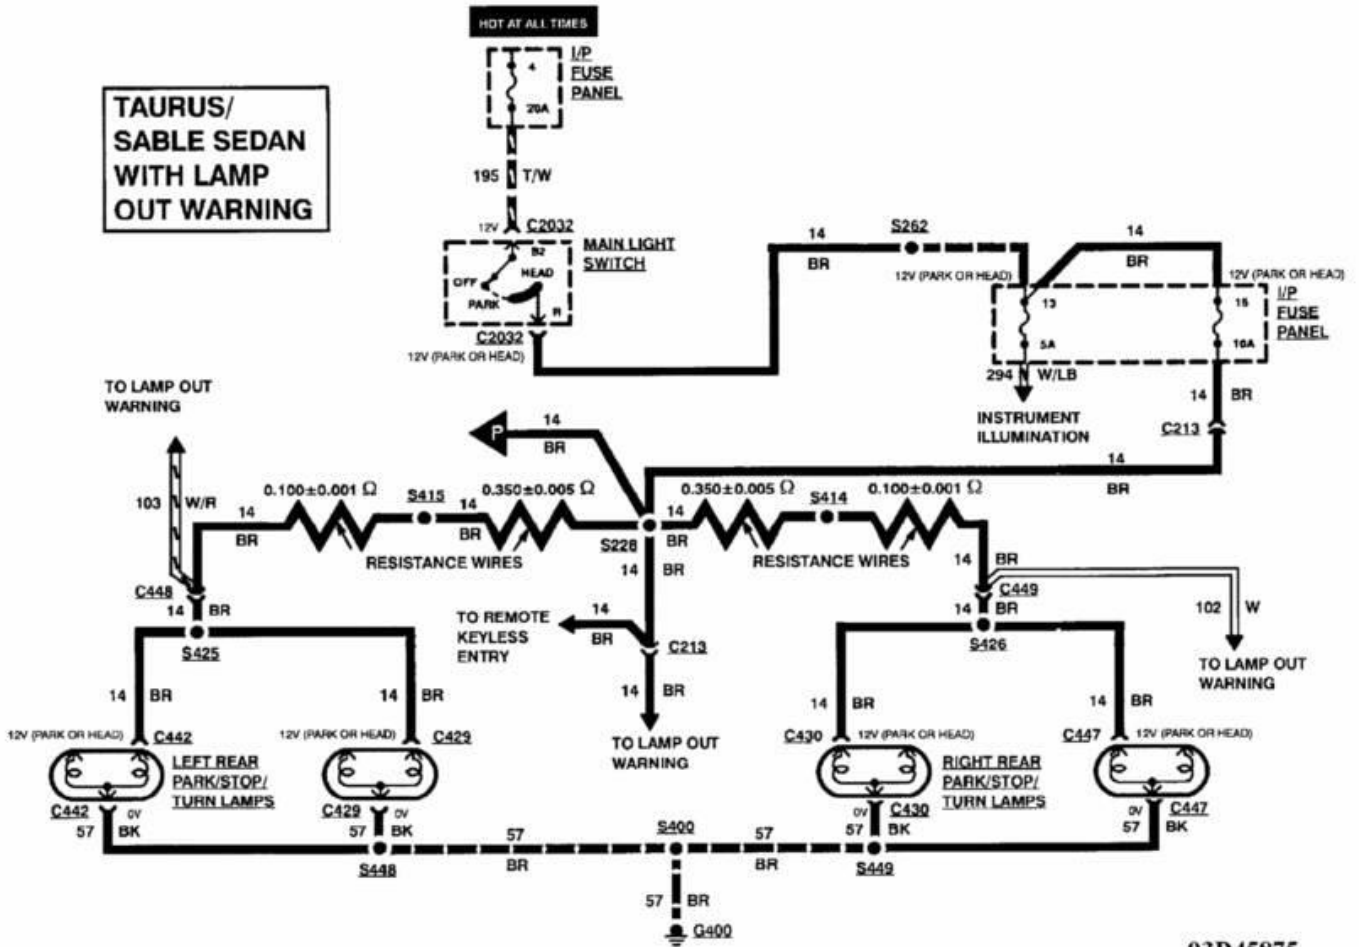 HOT AT ALL TIMES
I/P
FUSE
PANEL
4
20A
TAURUS/
SABLE SEDAN
WITH LAMP
OUT WARNING
195 T/W
12V C2032
MAIN LIGHT
SWITCH
B2
OFF
HEAD
PARK
R
C2032
12V (PARK OR HEAD)
14
BR
S262
12V (PARK OR HEAD)
14
BR
12V (PARK OR HEAD)
I/P
FUSE
PANEL
13
5A
15
10A
294 W/LB
INSTRUMENT
ILLUMINATION
14 BR
C213
14
BR
TO LAMP OUT
WARNING
103 W/R
P
14
BR
0.100±0.001 Ω
S415
0.350±0.005 Ω
0.350±0.005 Ω
S414
0.100±0.001 Ω
14
BR
14
BR
RESISTANCE WIRES
S228
14
BR
RESISTANCE WIRES
14 BR
C448
14 BR
S425
14 BR
C449
14 BR
S426
102 W
TO LAMP OUT
WARNING
TO REMOTE
KEYLESS
ENTRY
14
BR
C213
14 BR
TO LAMP OUT
WARNING
14 BR
14 BR
14 BR
14 BR
12V (PARK OR HEAD) C442
12V (PARK OR HEAD) C429
C430 12V (PARK OR HEAD)
C447 12V (PARK OR HEAD)
LEFT REAR
PARK/STOP/
TURN LAMPS
RIGHT REAR
PARK/STOP/
TURN LAMPS
C442 0V
57 BK
C429 0V
57 BK
0V C430
57 BK
0V C447
57 BK
S448
57
BR
S400
57
BR
S449
57 BR
G400